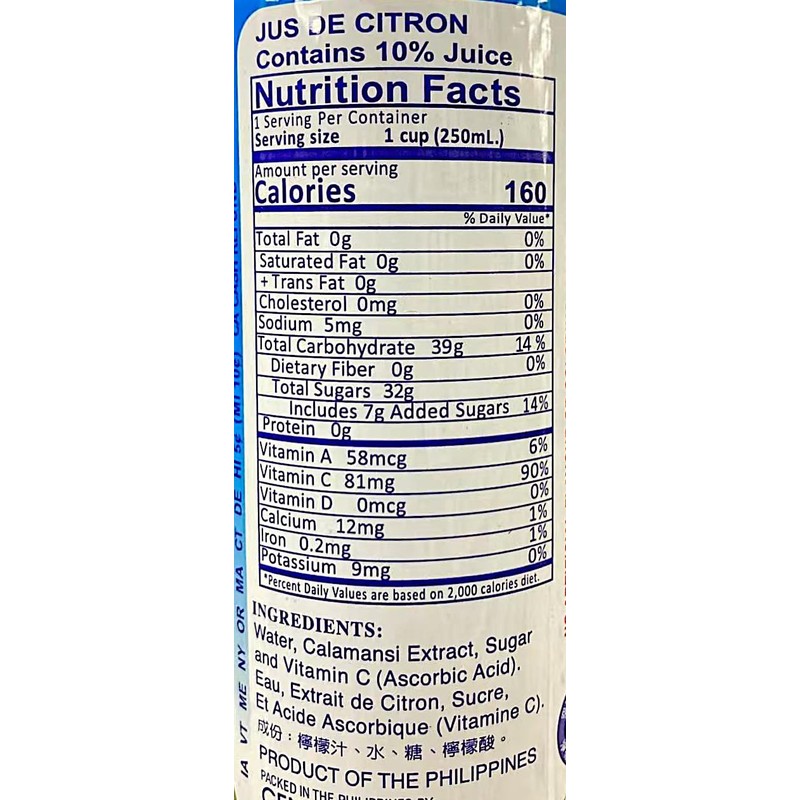 JUS DE CITRON
Contains 10% Juice
Nutrition Facts
1 Serving Per Container
Serving size 1 cup (250mL.)
Amount per serving
Calories 160
% Daily Value*
Total Fat 0g 0%
Saturated Fat 0g 0%
+Trans Fat 0g
Cholesterol 0mg 0%
Sodium 5mg 0%
Total Carbohydrate 39g 14 %
Dietary Fiber 0g 0%
Total Sugars 32g
Includes 7g Added Sugars 14%
Protein 0g
Vitamin A 58mcg 6%
Vitamin C 81mg 90%
Vitamin D 0mcg 0%
Calcium 12mg 1%
Iron 0.2mg 1%
Potassium 9mg 0%
*Percent Daily Values are based on 2,000 calories diet.
INGREDIENTS:
Water, Calamansi Extract, Sugar
and Vitamin C (Ascorbic Acid).
Eau, Extrait de Citron, Sucre,
Et Acide Ascorbique (Vitamine C).
成份：檸檬汁、水、糖、檸檬酸。
PRODUCT OF THE PHILIPPINES
PACKED IN THE PHILIPPINES BY
IA VT ME NY OR MA CT DE HI 5¢